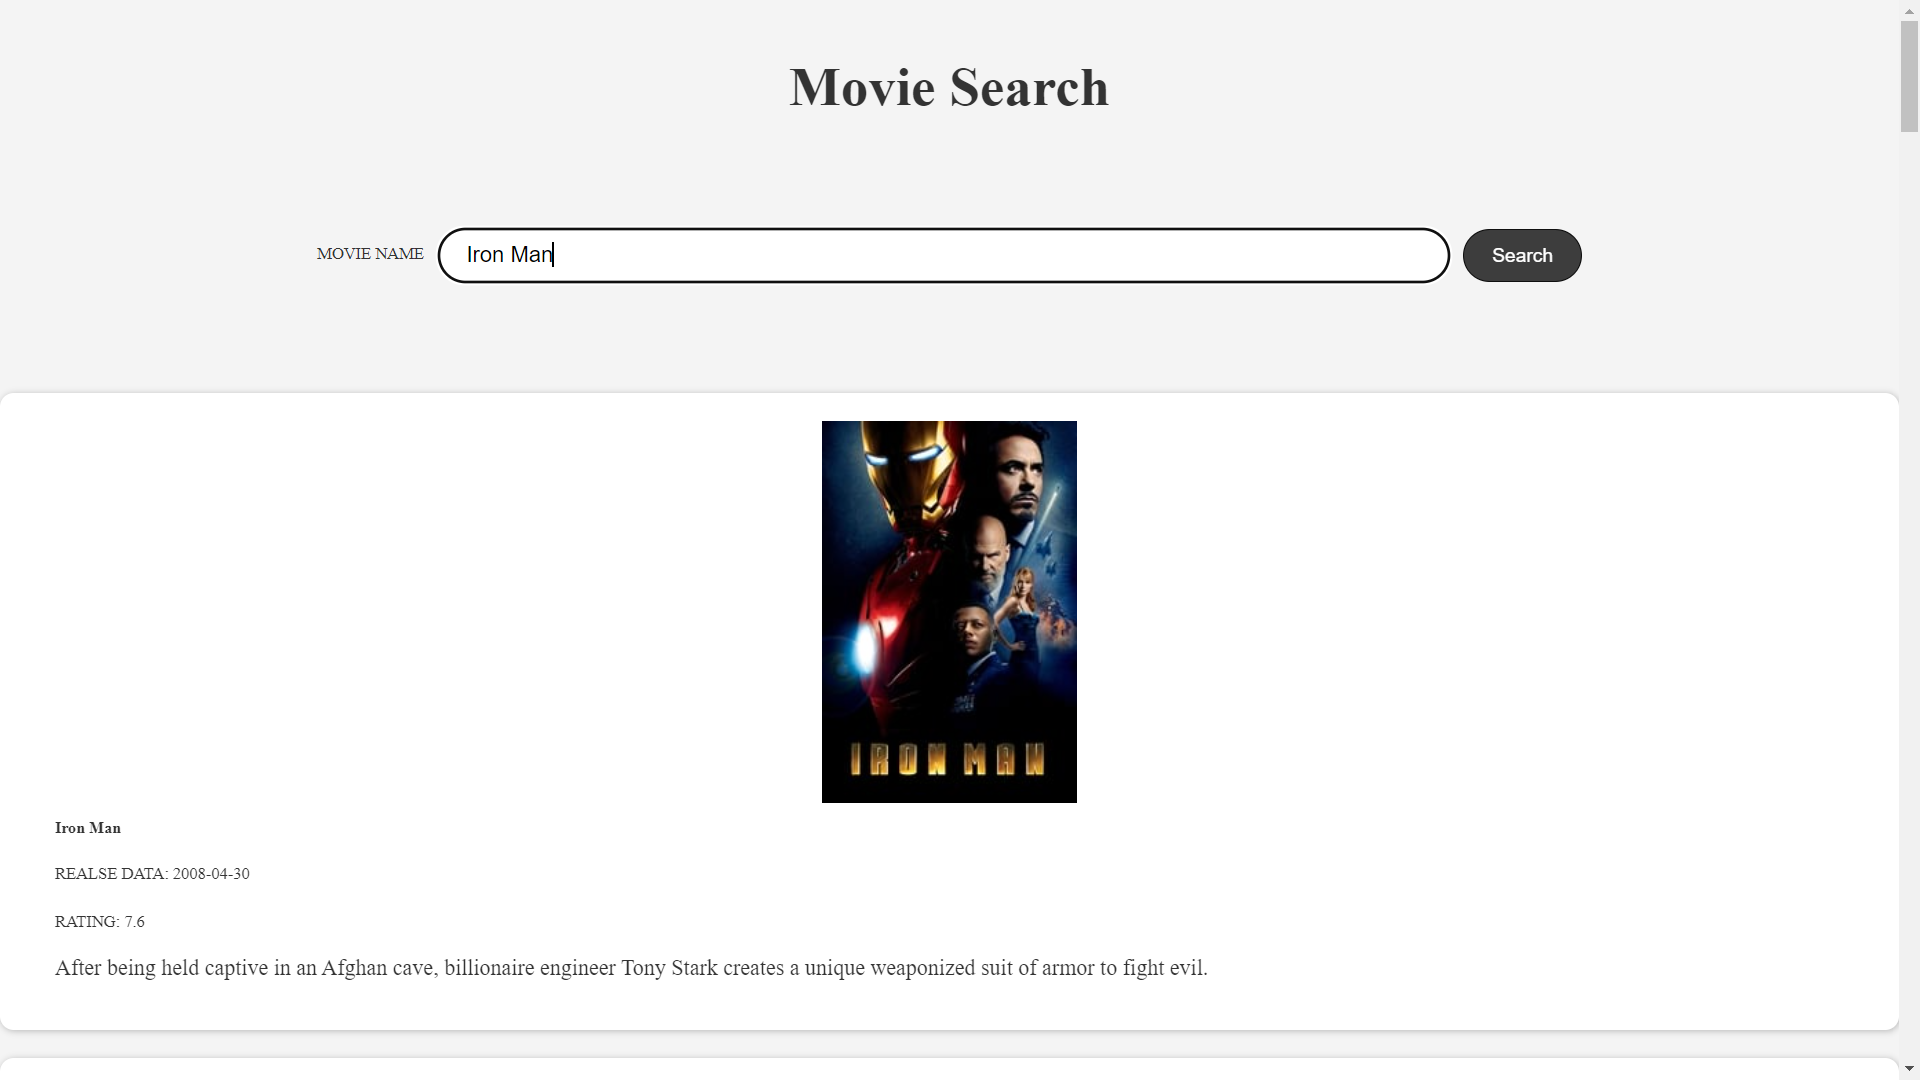 Movie Search
MOVIE NAME
Iron Man
Search
IRON MAN
Iron Man
REALSE DATA: 2008-04-30
RATING: 7.6
After being held captive in an Afghan cave, billionaire engineer Tony Stark creates a unique weaponized suit of armor to fight evil.